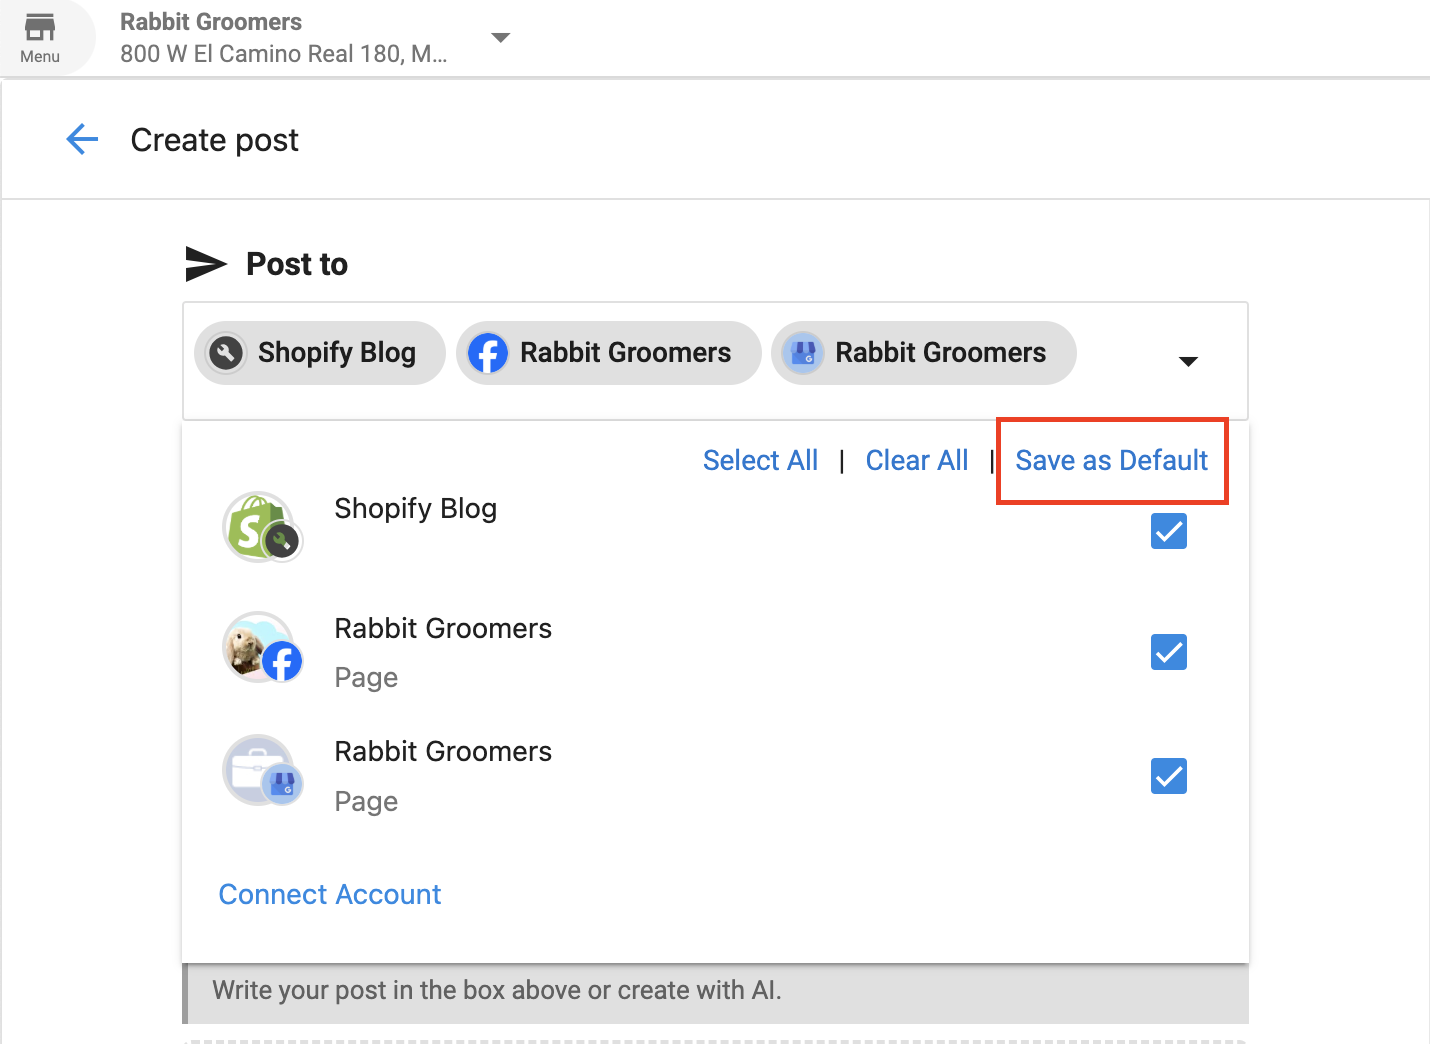 Rabbit Groomers
Menu
800 W El Camino Real 180, M...
Create post
Post to
Shopify Blog
Rabbit Groomers
Rabbit Groomers
Select All | Clear All | Save as Default
Shopify Blog
Rabbit Groomers
Page
Rabbit Groomers
Page
Connect Account
Write your post in the box above or create with AI.